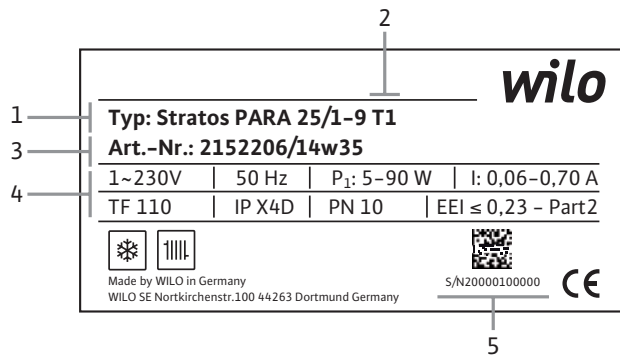 2
wilo
1 Typ: Stratos PARA 25/1-9 T1
3 Art.-Nr.: 2152206/14w35
4 1~230V 50 Hz P₁: 5-90 W I: 0,06-0,70 A
TF 110 IP X4D PN 10 EEI ≤ 0,23 - Part2
Made by WILO in Germany
WILO SE Nortkirchenstr.100 44263 Dortmund Germany
S/N20000100000 CE
5